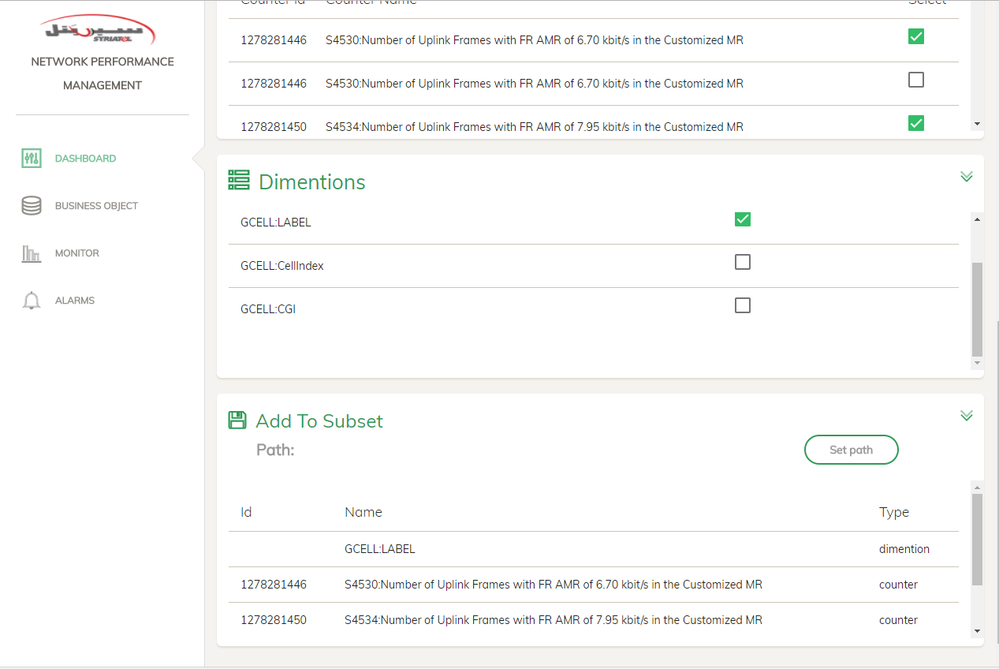 سيريتل
SYRIATEL
NETWORK PERFORMANCE
MANAGEMENT
DASHBOARD
BUSINESS OBJECT
MONITOR
ALARMS
Counter Id Counter Name Select
1278281446 S4530:Number of Uplink Frames with FR AMR of 6.70 kbit/s in the Customized MR
1278281446 S4530:Number of Uplink Frames with FR AMR of 6.70 kbit/s in the Customized MR
1278281450 S4534:Number of Uplink Frames with FR AMR of 7.95 kbit/s in the Customized MR
Dimentions
GCELL:LABEL
GCELL:CellIndex
GCELL:CGI
Add To Subset
Path: Set path
Id Name Type
GCELL:LABEL dimention
1278281446 S4530:Number of Uplink Frames with FR AMR of 6.70 kbit/s in the Customized MR counter
1278281450 S4534:Number of Uplink Frames with FR AMR of 7.95 kbit/s in the Customized MR counter